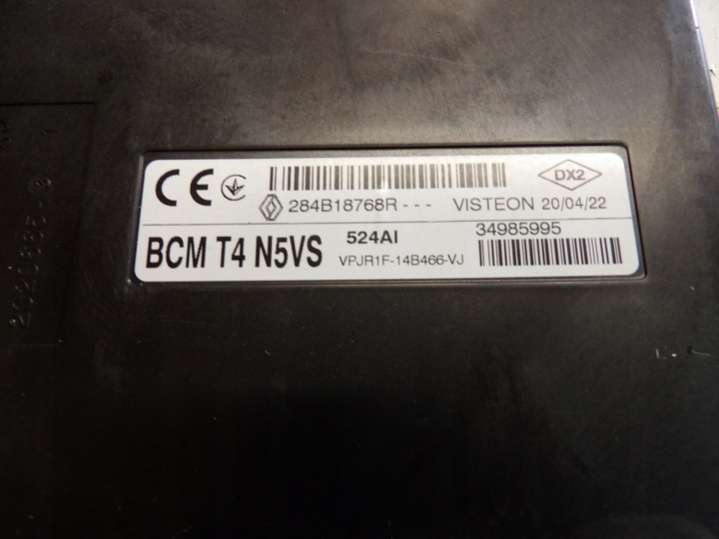 CE
284B18768R - - -
VISTEON 20/04/22
DX2
BCM T4 N5VS
524AI
VPJR1F-14B466-VJ
34985995